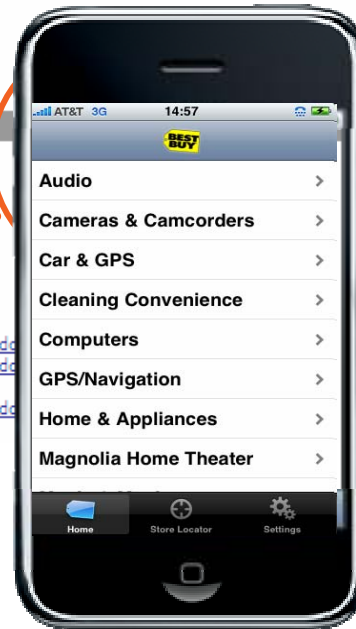 AT&T 3G 14:57
BEST
BUY
Audio
Cameras & Camcorders
Car & GPS
Cleaning Convenience
Computers
GPS/Navigation
Home & Appliances
Magnolia Home Theater
Home Store Locator Settings